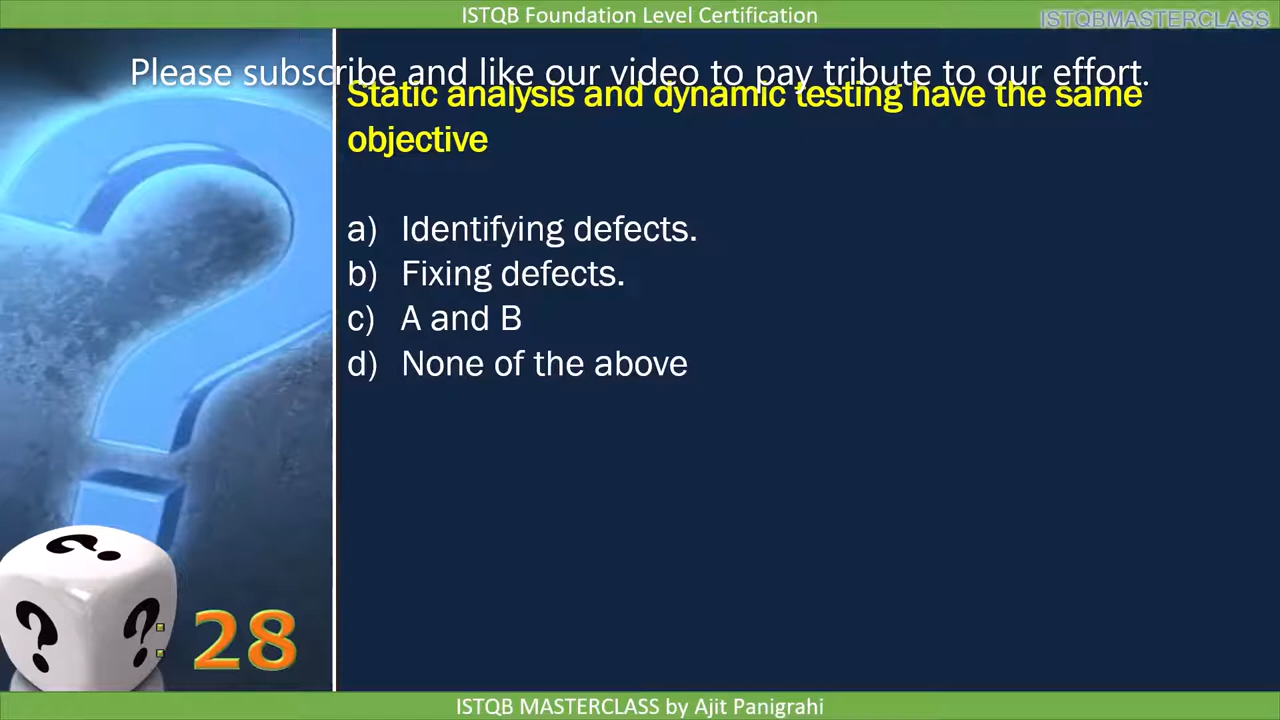 ISTQB Foundation Level Certification
ISTQBMASTERCLASS
Please subscribe and like our video to pay tribute to our effort.
Static analysis and dynamic testing have the same
objective
a) Identifying defects.
b) Fixing defects.
c) A and B
d) None of the above
? ? ?
: 28
ISTQB MASTERCLASS by Ajit Panigrahi